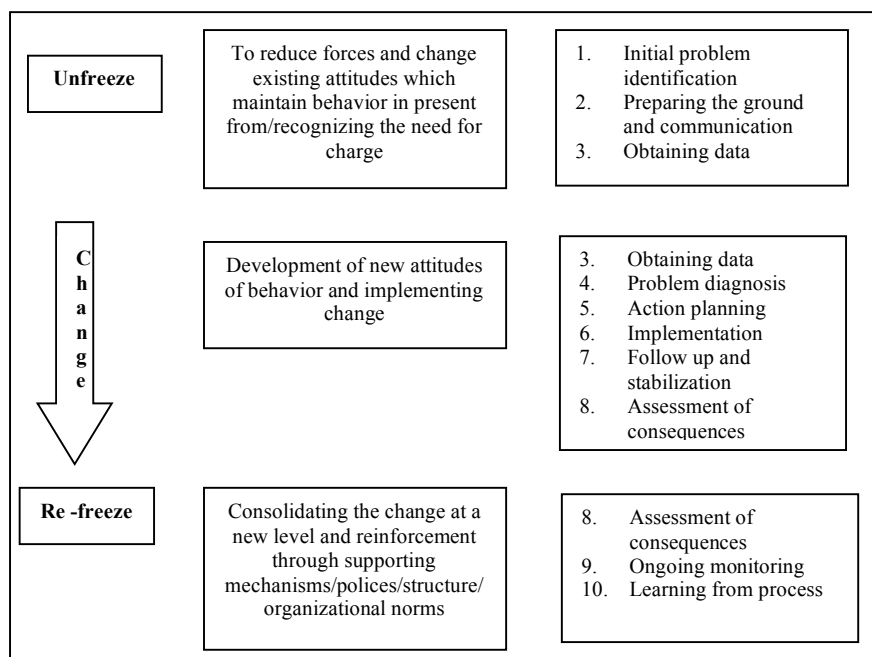 Unfreeze
To reduce forces and change
existing attitudes which
maintain behavior in present
from/recognizing the need for
charge
1. Initial problem
identification
2. Preparing the ground
and communication
3. Obtaining data
Change
Development of new attitudes
of behavior and implementing
change
3. Obtaining data
4. Problem diagnosis
5. Action planning
6. Implementation
7. Follow up and
stabilization
8. Assessment of
consequences
Re -freeze
Consolidating the change at a
new level and reinforcement
through supporting
mechanisms/polices/structure/
organizational norms
8. Assessment of
consequences
9. Ongoing monitoring
10. Learning from process